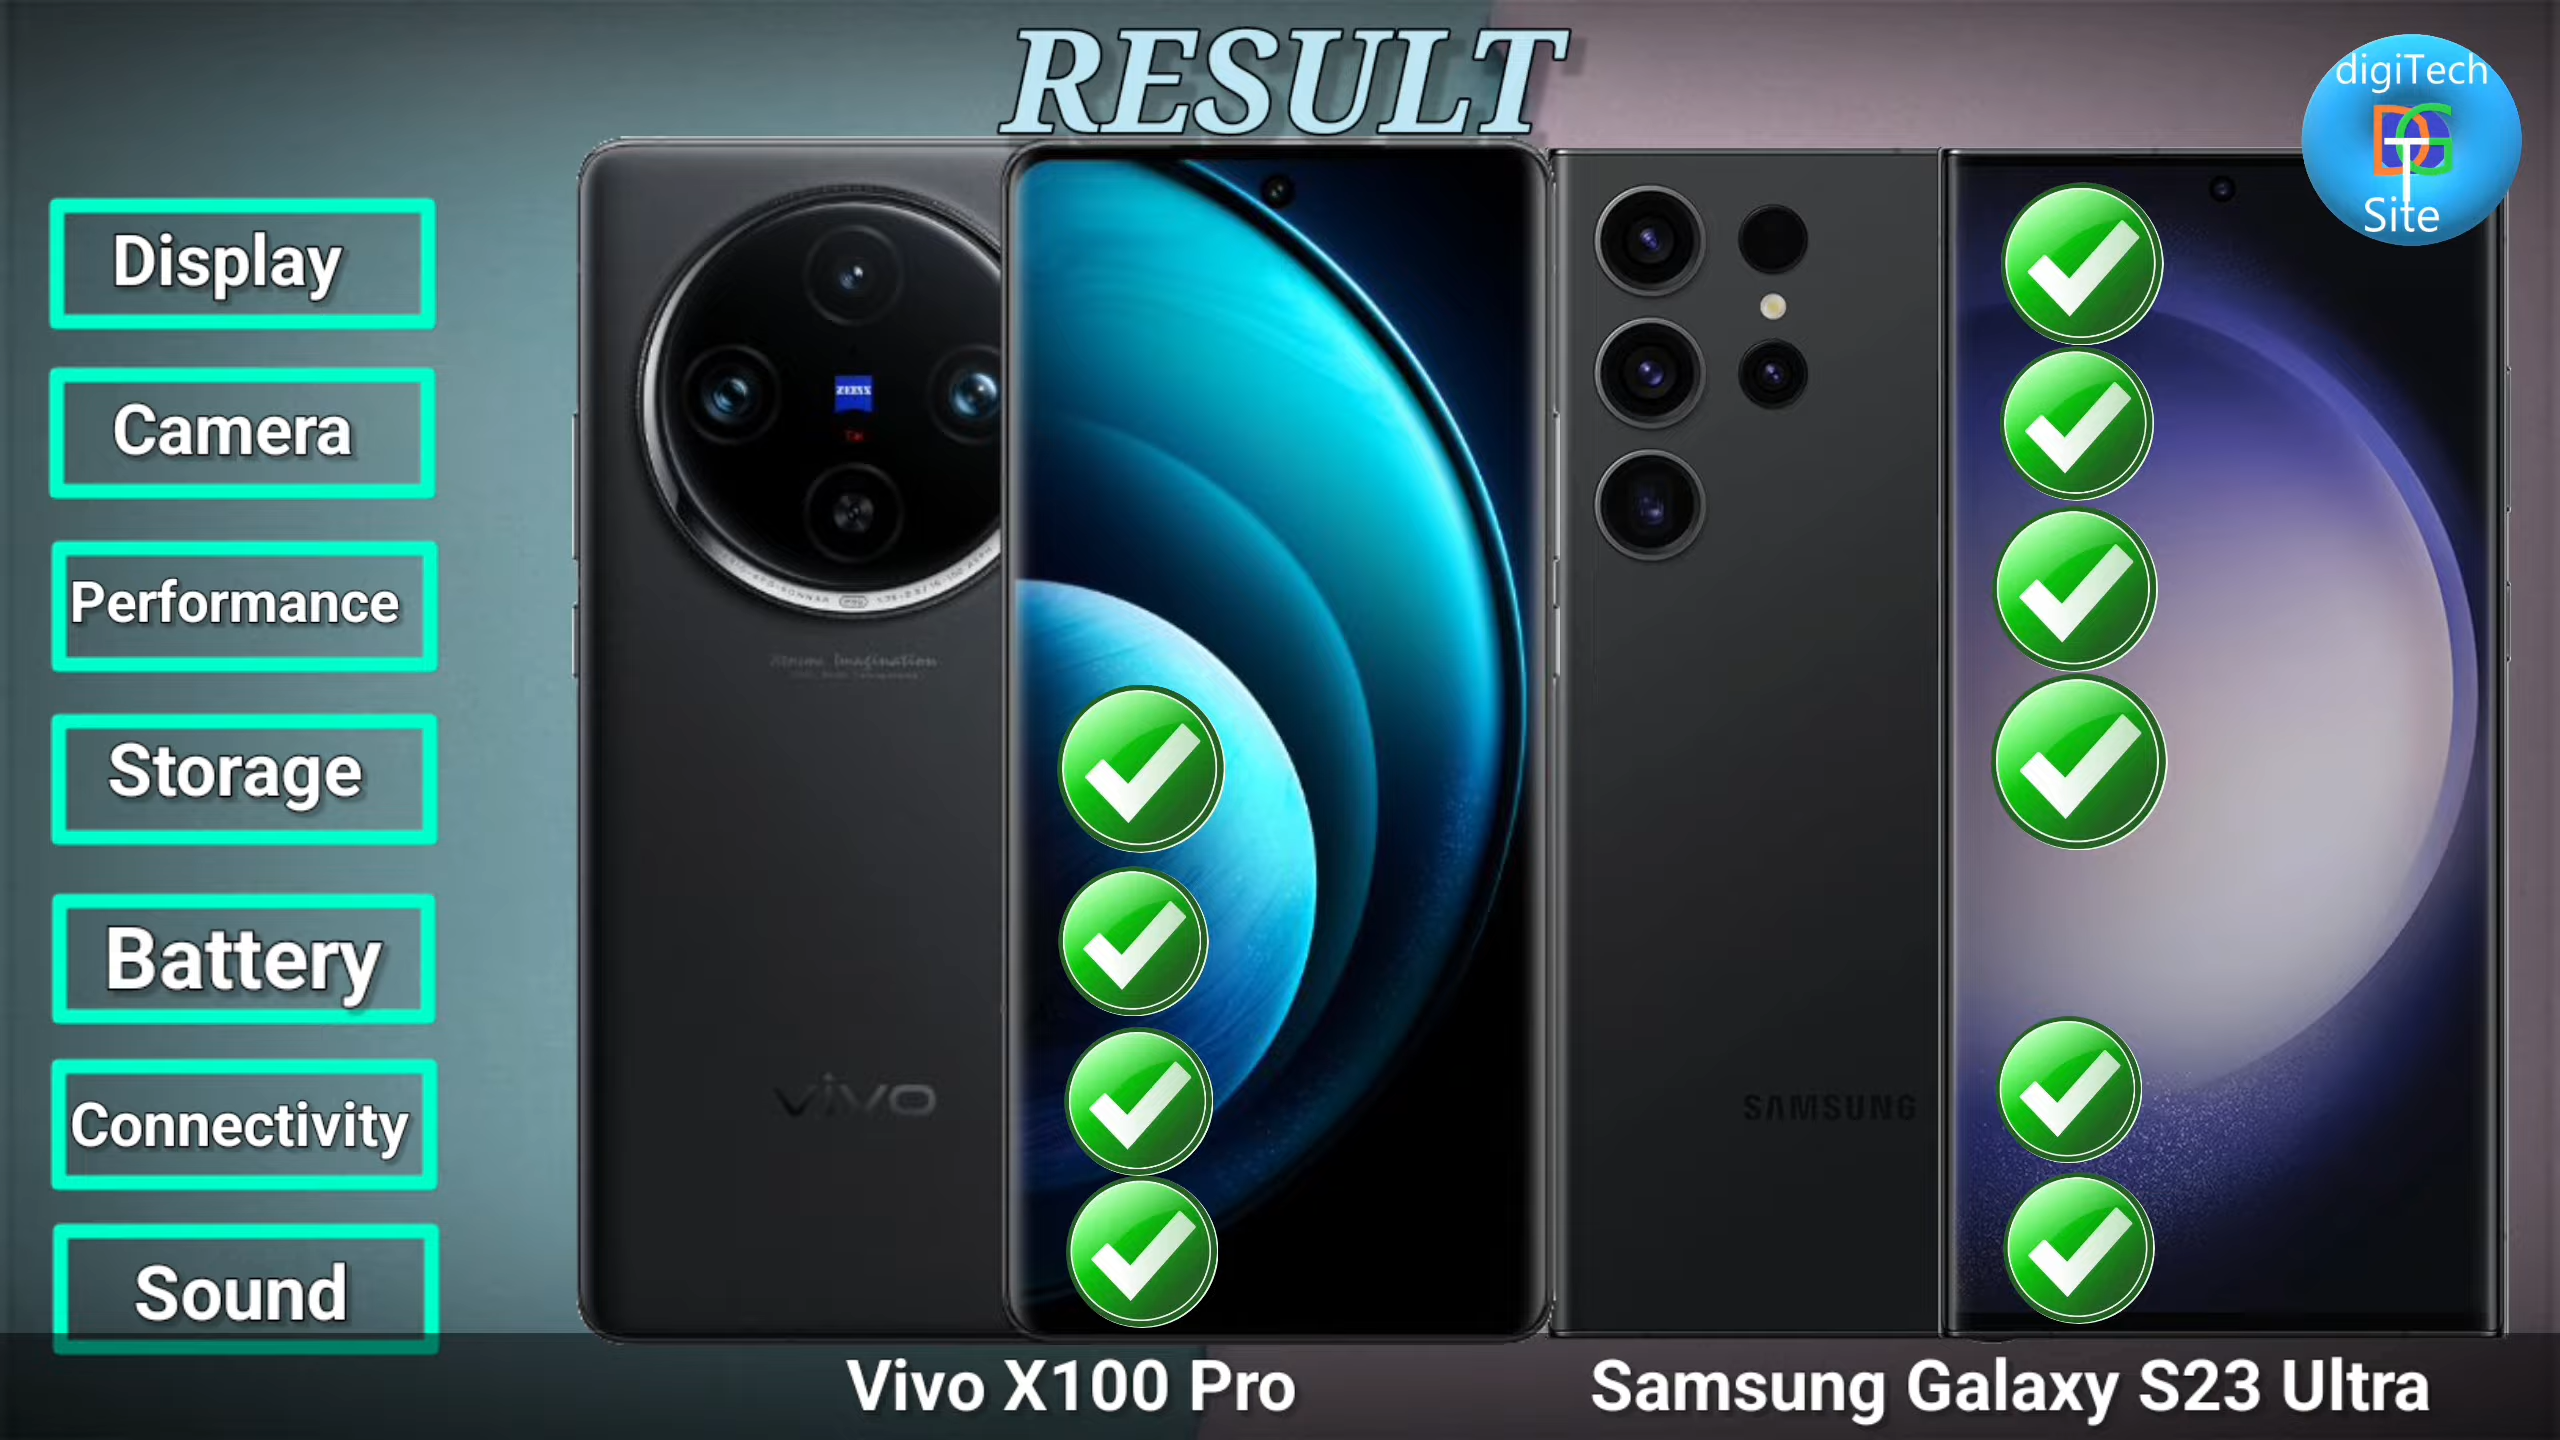 RESULT
digiTech
Site
Display
Camera
Performance
Storage
Battery
Connectivity
Sound
ZEISS
T*
vivo
SAMSUNG
Vivo X100 Pro
Samsung Galaxy S23 Ultra